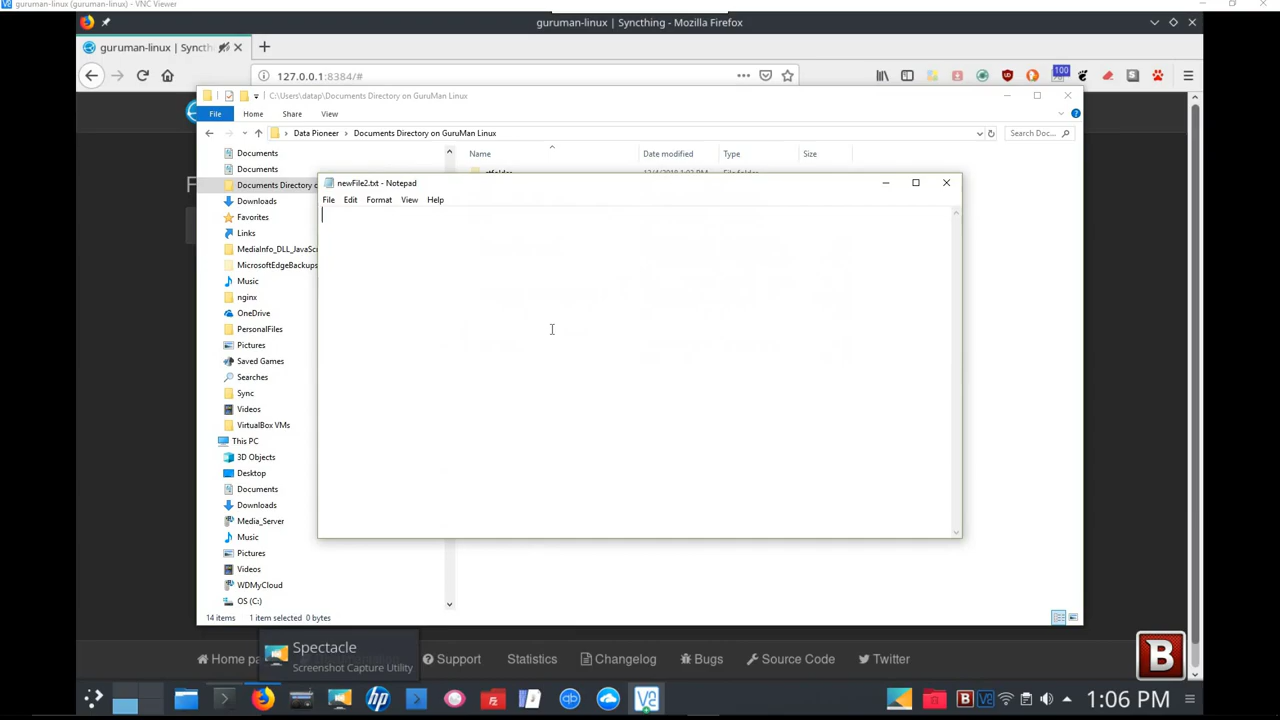 guruman-linux (guruman-linux) - VNC Viewer
guruman-linux | Syncthing - Mozilla Firefox
guruman-linux | Syncth
127.0.0.1:8384/#
100
C:\Users\datap\Documents Directory on GuruMan Linux
File Home Share View
Data Pioneer Documents Directory on GuruMan Linux
Search Doc...
Name Date modified Type Size
Documents
Documents
Documents Directory
Downloads
Favorites
Links
MediaInfo_DLL_JavaScr
MicrosoftEdgeBackups
Music
nginx
OneDrive
PersonalFiles
Pictures
Saved Games
Searches
Sync
Videos
VirtualBox VMs
This PC
3D Objects
Desktop
Documents
Downloads
Media_Server
Music
Pictures
Videos
WDMyCloud
OS (C:)
newFile2.txt - Notepad
File Edit Format View Help
14 items 1 item selected 0 bytes
Spectacle
Screenshot Capture Utility
Home pa
Support
Statistics
Changelog
Bugs
Source Code
Twitter
B
1:06 PM